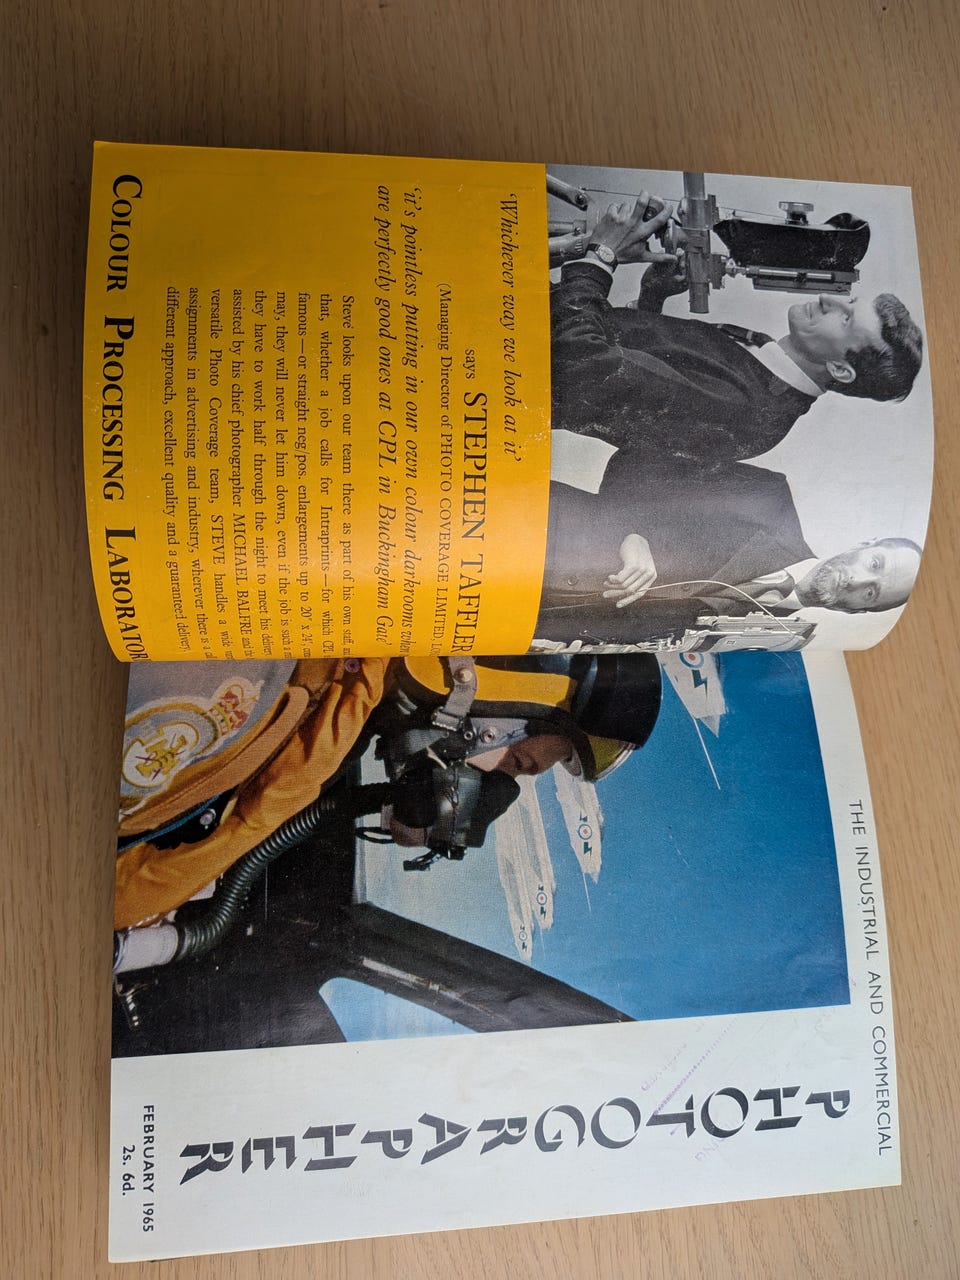 'Whichever way we look at it'
says STEPHEN TAFFLER
(Managing Director of PHOTO COVERAGE LIMITED,
'it's pointless putting in our own colour darkrooms when
are perfectly good ones at CPL in Buckingham Gate'
Steve looks upon our team there as part of his own staff,
that, whether a job calls for Intraprints—for which CPL
famous—or straight neg/pos. enlargements up to 20" x 24",
may, they will never let him down, even if the job is such a
they have to work half through the night to meet his
assisted by his chief photographer MICHAEL BALFRE and
versatile Photo Coverage team, STEVE handles a wide
assignments in advertising and industry, wherever there is a
different approach, excellent quality and a guaranteed delivery.
COLOUR PROCESSING LABORATOR
THE INDUSTRIAL AND COMMERCIAL
PHOTOGRAPHER
FEBRUARY 1965
2s. 6d.